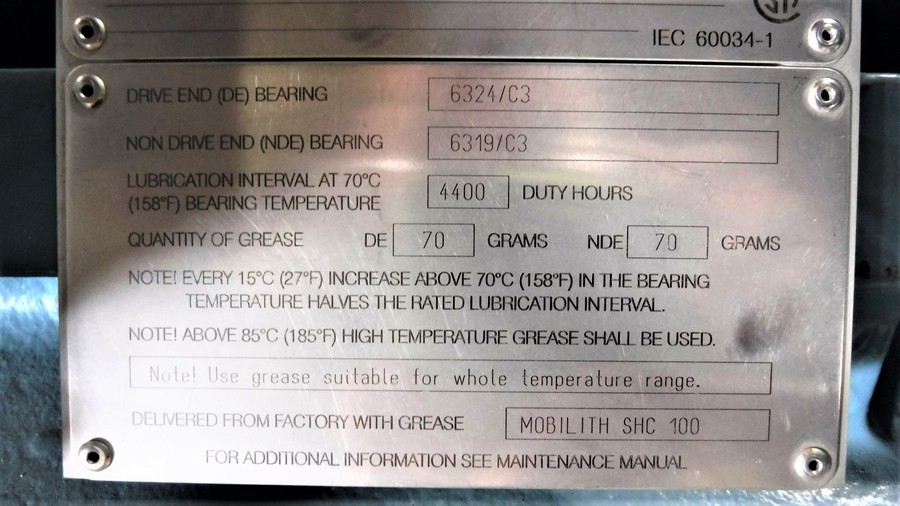 IEC 60034-1
DRIVE END (DE) BEARING 6324/C3
NON DRIVE END (NDE) BEARING 6319/C3
LUBRICATION INTERVAL AT 70°C
(158°F) BEARING TEMPERATURE 4400 DUTY HOURS
QUANTITY OF GREASE DE 70 GRAMS NDE 70 GRAMS
NOTE! EVERY 15°C (27°F) INCREASE ABOVE 70°C (158°F) IN THE BEARING
TEMPERATURE HALVES THE RATED LUBRICATION INTERVAL.
NOTE! ABOVE 85°C (185°F) HIGH TEMPERATURE GREASE SHALL BE USED.
Note! Use grease suitable for whole temperature range.
DELIVERED FROM FACTORY WITH GREASE MOBILITH SHC 100
FOR ADDITIONAL INFORMATION SEE MAINTENANCE MANUAL